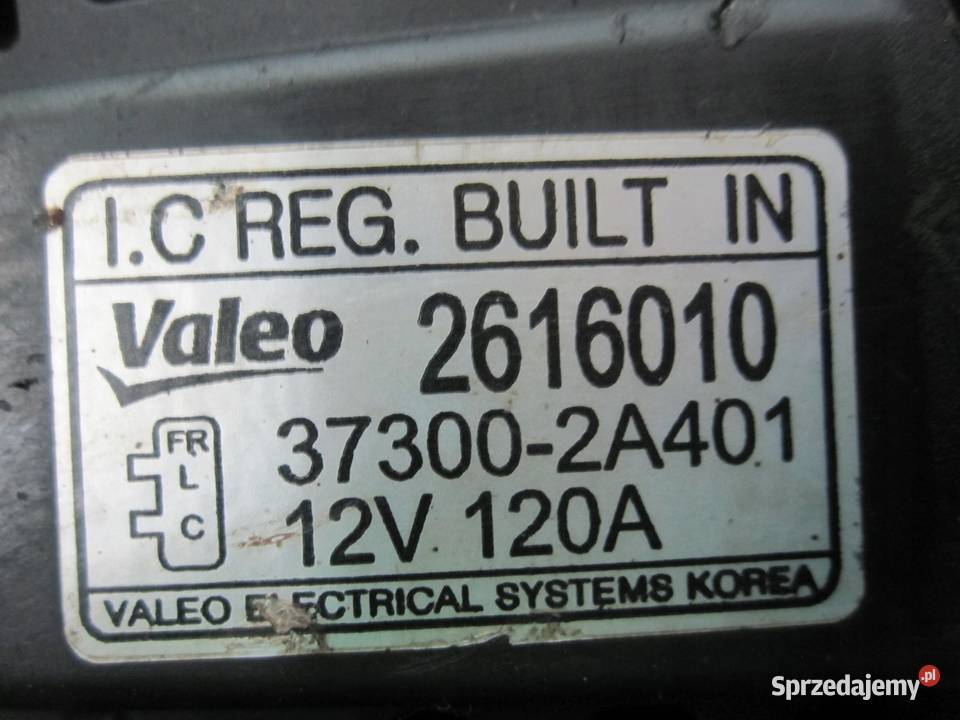 I.C REG. BUILT IN
Valeo 2616010
FR
L
C
37300-2A401
12V 120A
VALEO ELECTRICAL SYSTEMS KOREA
Sprzedajemy.pl